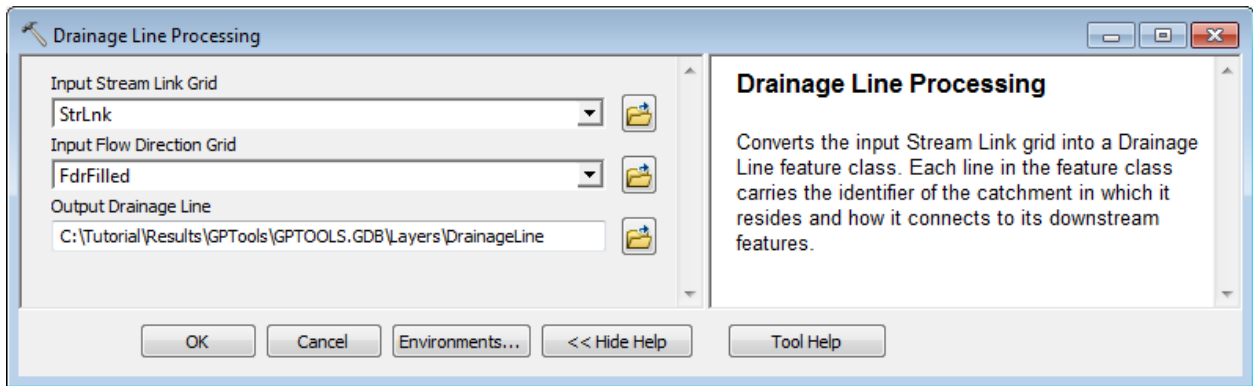 Drainage Line Processing
Input Stream Link Grid
StrLnk
Input Flow Direction Grid
FdrFilled
Output Drainage Line
C:\Tutorial\Results\GPTools\GPTOOLS.GDB\Layers\DrainageLine
Drainage Line Processing
Converts the input Stream Link grid into a Drainage
Line feature class. Each line in the feature class
carries the identifier of the catchment in which it
resides and how it connects to its downstream
features.
OK
Cancel
Environments...
<< Hide Help
Tool Help